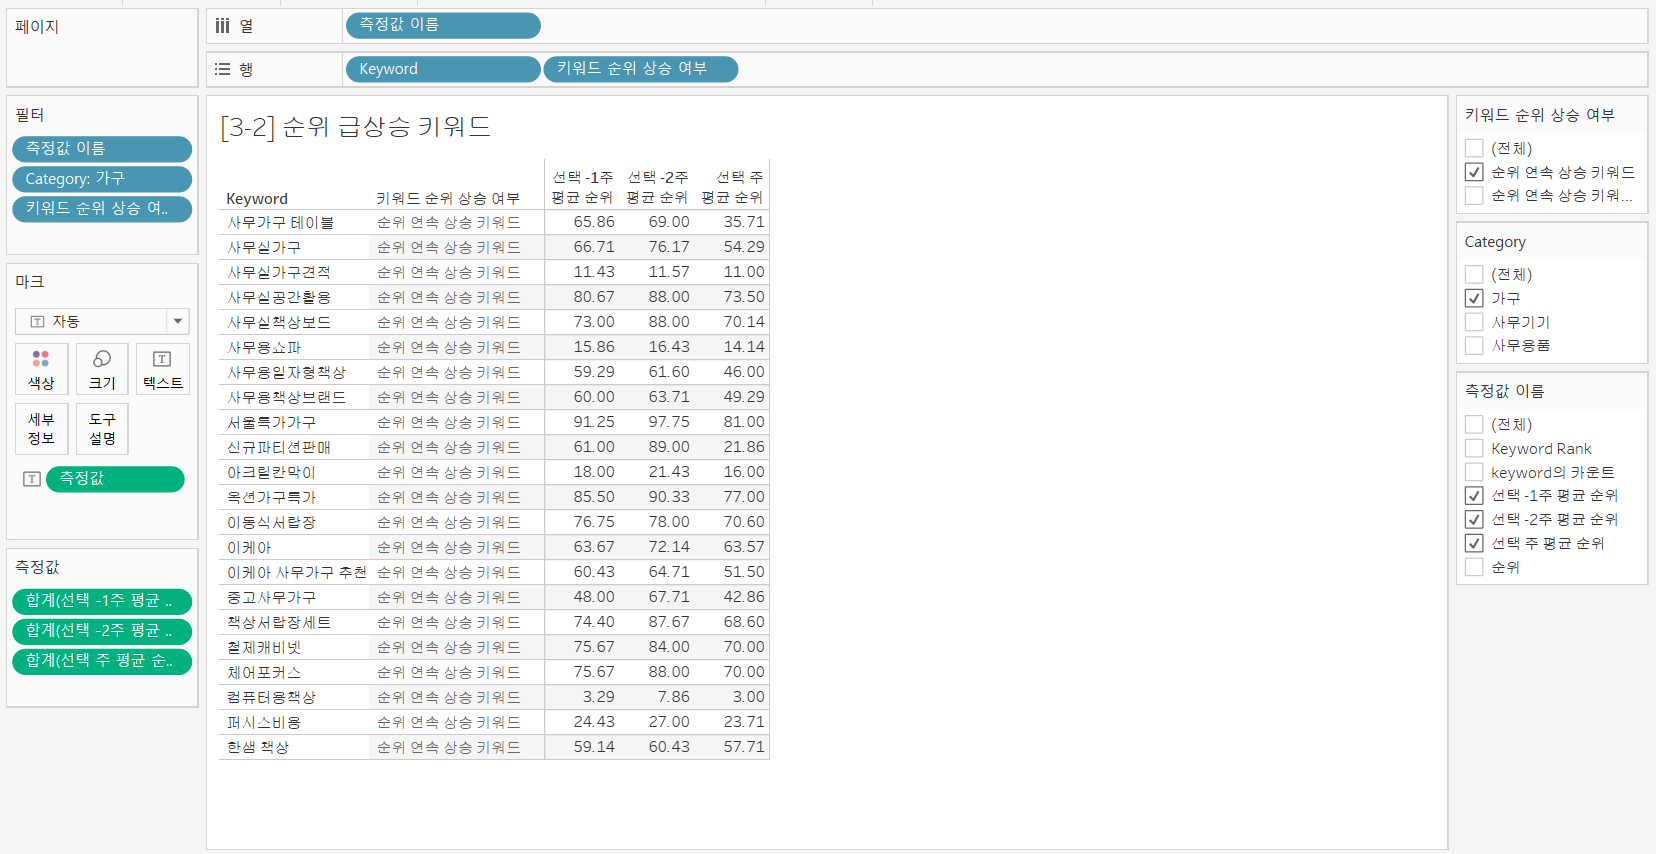 페이지
열
측정값 이름
행
Keyword
키워드 순위 상승 여부
필터
측정값 이름
Category: 가구
키워드 순위 상승 여..
마크
자동
색상
크기
텍스트
세부
정보
도구
설명
측정값
측정값
합계(선택 -1주 평균 ..
합계(선택 -2주 평균 ..
합계(선택 주 평균 순..
[3-2] 순위 급상승 키워드
선택 -1주 선택 -2주 선택 주
Keyword 키워드 순위 상승 여부 평균 순위 평균 순위 평균 순위
사무가구 테이블 순위 연속 상승 키워드 65.86 69.00 35.71
사무실가구 순위 연속 상승 키워드 66.71 76.17 54.29
사무실가구견적 순위 연속 상승 키워드 11.43 11.57 11.00
사무실공간활용 순위 연속 상승 키워드 80.67 88.00 73.50
사무실책상보드 순위 연속 상승 키워드 73.00 88.00 70.14
사무용쇼파 순위 연속 상승 키워드 15.86 16.43 14.14
사무용일자형책상 순위 연속 상승 키워드 59.29 61.60 46.00
사무용책상브랜드 순위 연속 상승 키워드 60.00 63.71 49.29
서울특가가구 순위 연속 상승 키워드 91.25 97.75 81.00
신규파티션판매 순위 연속 상승 키워드 61.00 89.00 21.86
아크릴칸막이 순위 연속 상승 키워드 18.00 21.43 16.00
옥션가구특가 순위 연속 상승 키워드 85.50 90.33 77.00
이동식서랍장 순위 연속 상승 키워드 76.75 78.00 70.60
이케아 순위 연속 상승 키워드 63.67 72.14 63.57
이케아 사무가구 추천 순위 연속 상승 키워드 60.43 64.71 51.50
중고사무가구 순위 연속 상승 키워드 48.00 67.71 42.86
책상서랍장세트 순위 연속 상승 키워드 74.40 87.67 68.60
철제캐비넷 순위 연속 상승 키워드 75.67 84.00 70.00
체어포커스 순위 연속 상승 키워드 75.67 88.00 70.00
컴퓨터용책상 순위 연속 상승 키워드 3.29 7.86 3.00
퍼시스비용 순위 연속 상승 키워드 24.43 27.00 23.71
한샘 책상 순위 연속 상승 키워드 59.14 60.43 57.71
키워드 순위 상승 여부
(전체)
순위 연속 상승 키워드
순위 연속 상승 키워...
Category
(전체)
가구
사무기기
사무용품
측정값 이름
(전체)
Keyword Rank
keyword의 카운트
선택 -1주 평균 순위
선택 -2주 평균 순위
선택 주 평균 순위
순위